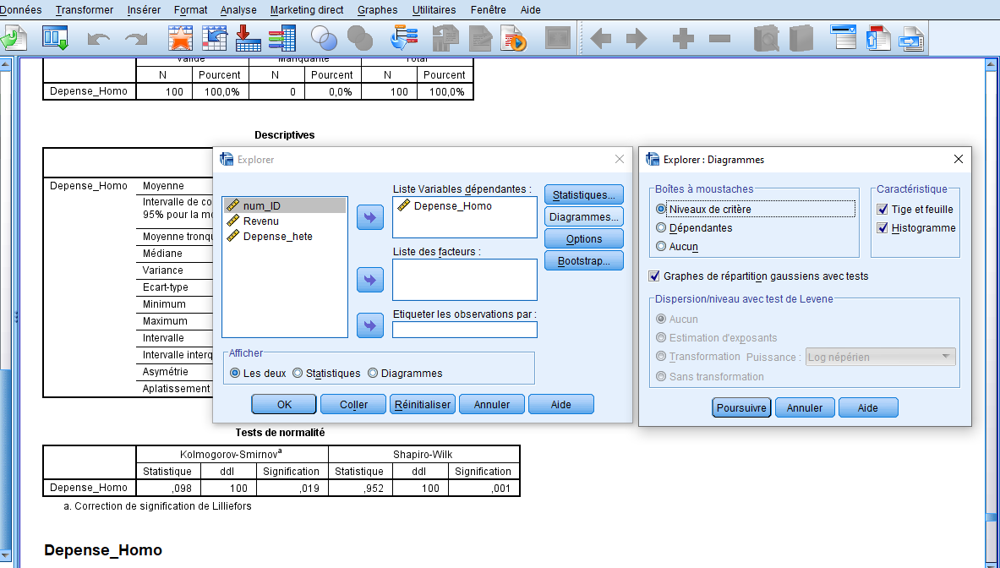 Données Transformer Insérer Format Analyse Marketing direct Graphes Utilitaires Fenêtre Aide
Valide Manquante Total
N Pourcent N Pourcent N Pourcent
Depense_Homo 100 100,0% 0 0,0% 100 100,0%
Descriptives
Depense_Homo Moyenne
Intervalle de co
95% pour la mo
Moyenne tronqu
Médiane
Variance
Ecart-type
Minimum
Maximum
Intervalle
Intervalle interq
Asymétrie
Aplatissement
Explorer
num_ID
Revenu
Depense_hete
Liste Variables dépendantes :
Depense_Homo
Liste des facteurs :
Etiqueter les observations par :
Statistiques...
Diagrammes...
Options
Bootstrap...
Afficher
Les deux Statistiques Diagrammes
OK Coller Réinitialiser Annuler Aide
Explorer : Diagrammes
Boîtes à moustaches
Niveaux de critère
Dépendantes
Aucun
Caractéristique
Tige et feuille
Histogramme
Graphes de répartition gaussiens avec tests
Dispersion/niveau avec test de Levene
Aucun
Estimation d'exposants
Transformation Puissance : Log népérien
Sans transformation
Poursuivre Annuler Aide
Tests de normalité
Kolmogorov-Smirnov^a Shapiro-Wilk
Statistique ddl Signification Statistique ddl Signification
Depense_Homo ,098 100 ,019 ,952 100 ,001
a. Correction de signification de Lilliefors
Depense_Homo